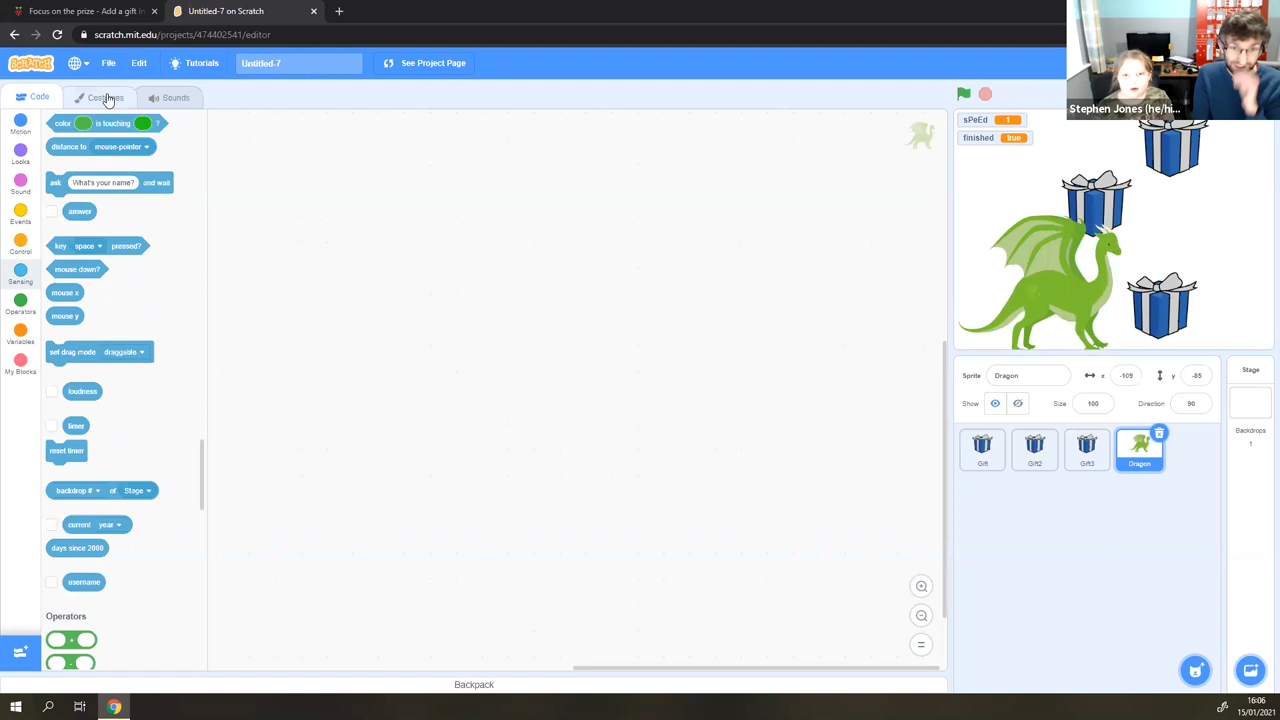 Focus on the prize - Add a gift in
Untitled-7 on Scratch
scratch.mit.edu/projects/474402541/editor
SCRATCH
File
Edit
Tutorials
Untitled-7
See Project Page
Stephen Jones (he/hi...
Code
Costumes
Sounds
Motion
Looks
Sound
Events
Control
Sensing
Operators
Variables
My Blocks
color is touching ?
distance to mouse-pointer
ask What's your name? and wait
answer
key space pressed?
mouse down?
mouse x
mouse y
set drag mode draggable
loudness
timer
reset timer
backdrop # of Stage
current year
days since 2000
username
Operators
+
-
sPeEd 1
finished true
Sprite Dragon x -109 y -85
Show Size 100 Direction 90
Gift
Gift2
Gift3
Dragon
Stage
Backdrops
1
Backpack
16:06
15/01/2021